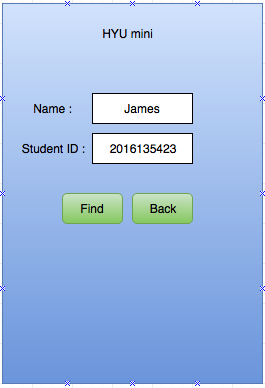 HYU mini
Name : James
Student ID : 2016135423
Find Back